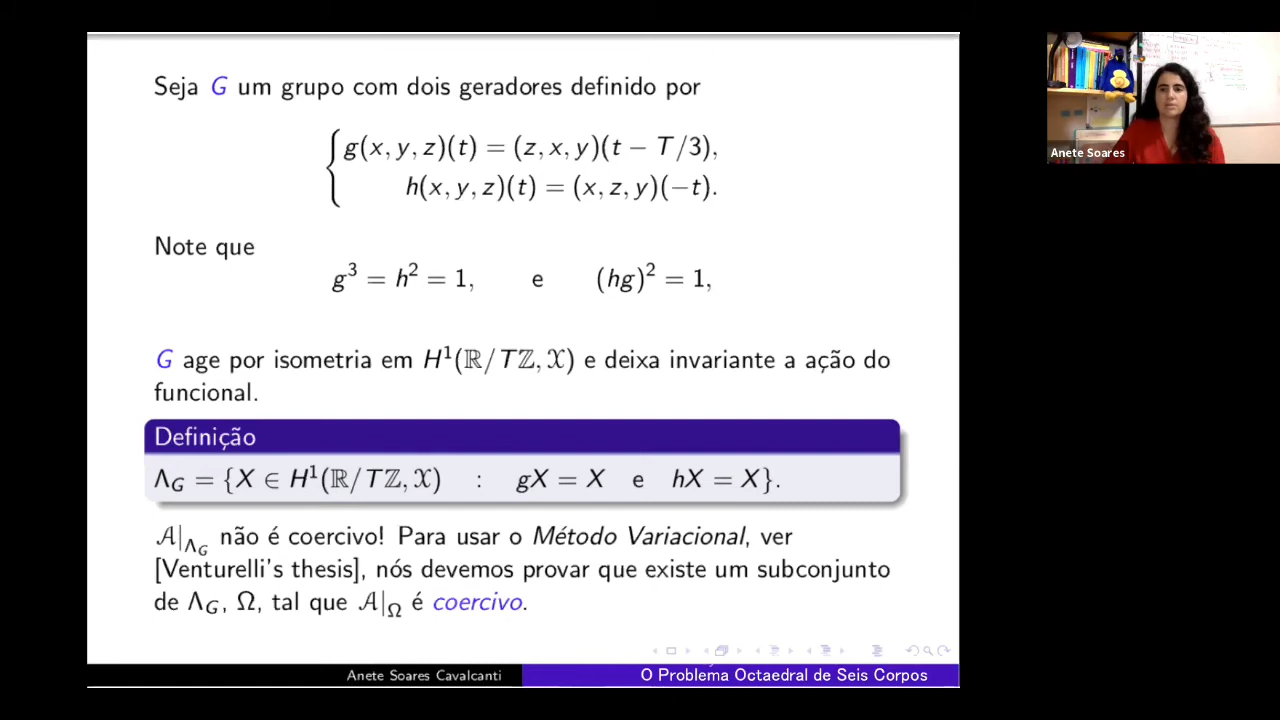 Seja G um grupo com dois geradores definido por
g(x, y, z)(t) = (z, x, y)(t − T/3),
h(x, y, z)(t) = (x, z, y)(−t).
Note que
g³ = h² = 1, e (hg)² = 1,
G age por isometria em H¹(ℝ/Tℤ, 𝒳) e deixa invariante a ação do
funcional.
Definição
Λ_G = {X ∈ H¹(ℝ/Tℤ, 𝒳) : gX = X e hX = X}.
𝒜|_Λ_G não é coercivo! Para usar o Método Variacional, ver
[Venturelli's thesis], nós devemos provar que existe um subconjunto
de Λ_G, Ω, tal que 𝒜|_Ω é coercivo.
Anete Soares Cavalcanti
O Problema Octaedral de Seis Corpos
Anete Soares